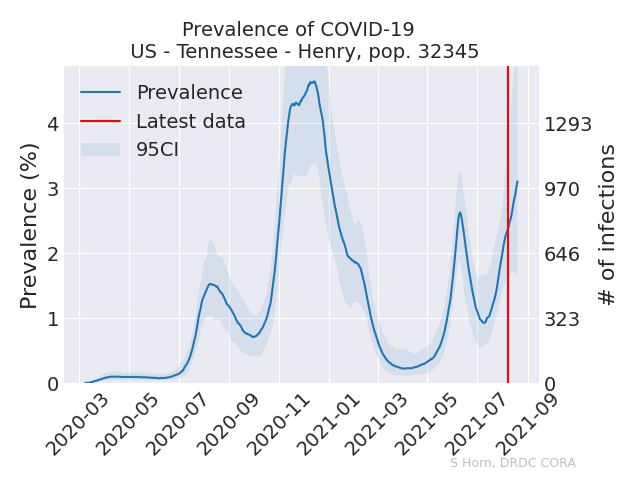 Prevalence of COVID-19
US - Tennessee - Henry, pop. 32345
Prevalence
Latest data
95CI
Prevalence (%)
4
3
2
1
0
# of infections
1293
970
646
323
0
2020-03
2020-05
2020-07
2020-09
2020-11
2021-01
2021-03
2021-05
2021-07
2021-09
S Horn, DRDC CORA